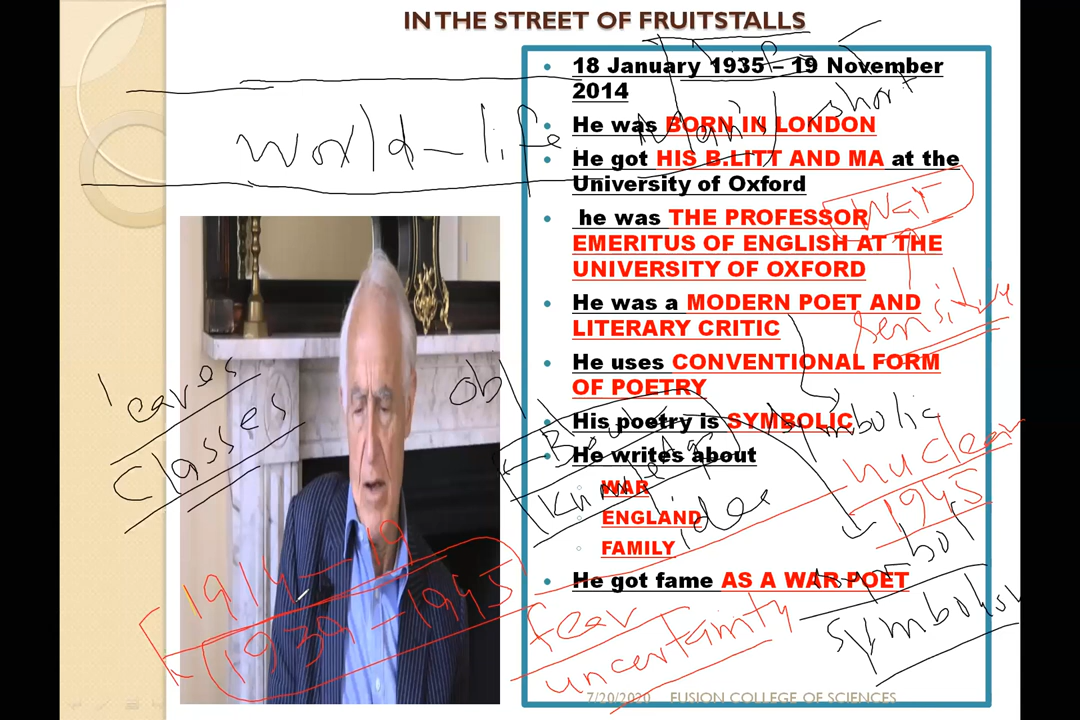 IN THE STREET OF FRUITSTALLS
18 January 1935 – 19 November
2014
He was BORN IN LONDON
He got HIS B.LITT AND MA at the
University of Oxford
he was THE PROFESSOR
EMERITUS OF ENGLISH AT THE
UNIVERSITY OF OXFORD
He was a MODERN POET AND
LITERARY CRITIC
He uses CONVENTIONAL FORM
OF POETRY
His poetry is SYMBOLIC
He writes about
WAR
ENGLAND
FAMILY
He got fame AS A WAR POET
7/20/2020 FUSION COLLEGE OF SCIENCES
world - life
short
War
sensitive
leaves
Classes
symbolic
nuclear
1945
idea
symbol
1914 – 19
1939 – 1945
fear
uncertainty